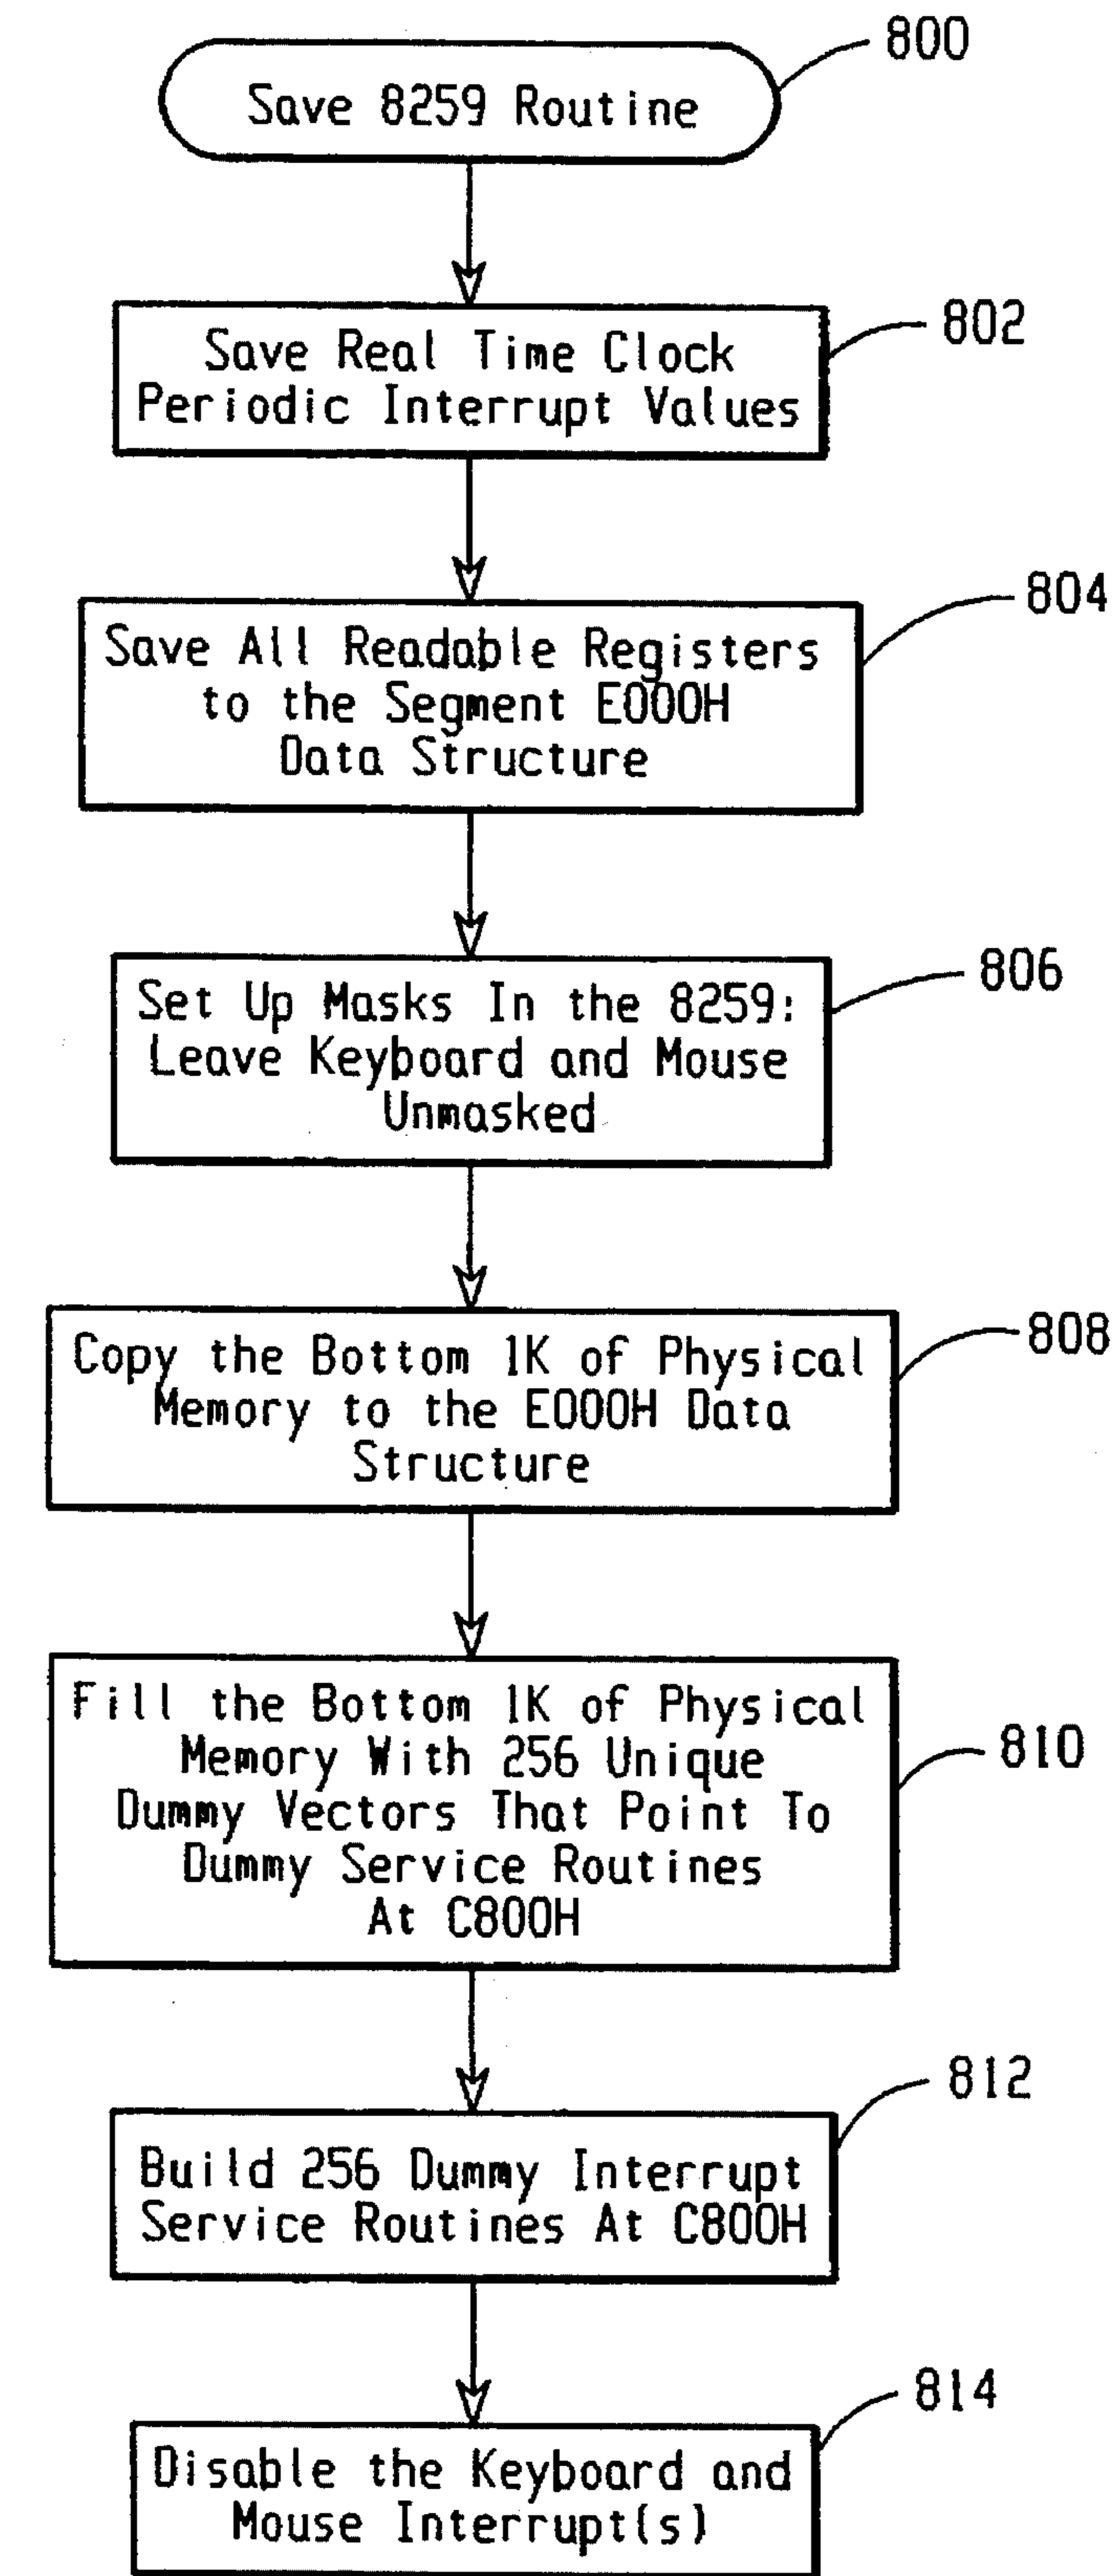 800
Save 8259 Routine
802
Save Real Time Clock
Periodic Interrupt Values
804
Save All Readable Registers
to the Segment E000H
Data Structure
806
Set Up Masks In the 8259:
Leave Keyboard and Mouse
Unmasked
808
Copy the Bottom 1K of Physical
Memory to the E000H Data
Structure
810
Fill the Bottom 1K of Physical
Memory With 256 Unique
Dummy Vectors That Point To
Dummy Service Routines
At C800H
812
Build 256 Dummy Interrupt
Service Routines At C800H
814
Disable the Keyboard and
Mouse Interrupt(s)